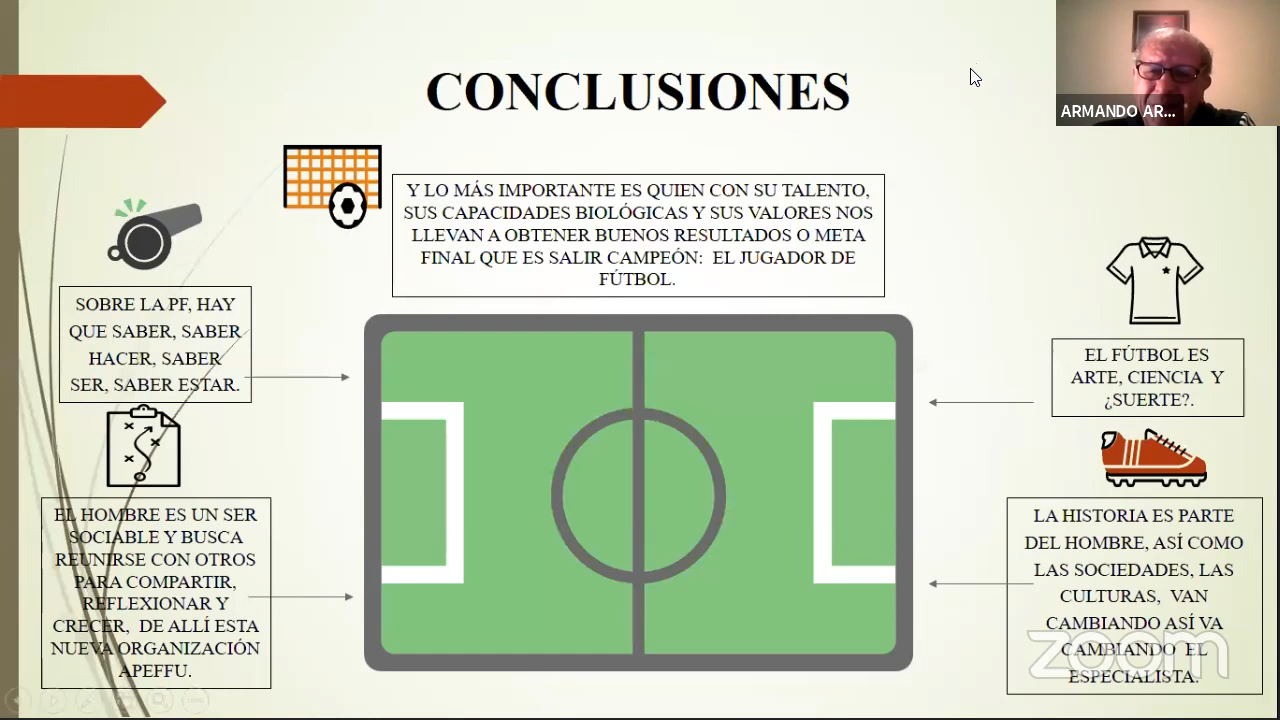 CONCLUSIONES
ARMANDO AR...
Y LO MÁS IMPORTANTE ES QUIEN CON SU TALENTO,
SUS CAPACIDADES BIOLÓGICAS Y SUS VALORES NOS
LLEVAN A OBTENER BUENOS RESULTADOS O META
FINAL QUE ES SALIR CAMPEÓN: EL JUGADOR DE
FÚTBOL.
SOBRE LA PF, HAY
QUE SABER, SABER
HACER, SABER
SER, SABER ESTAR.
EL HOMBRE ES UN SER
SOCIABLE Y BUSCA
REUNIRSE CON OTROS
PARA COMPARTIR,
REFLEXIONAR Y
CRECER, DE ALLÍ ESTA
NUEVA ORGANIZACIÓN
APEFFU.
EL FÚTBOL ES
ARTE, CIENCIA Y
¿SUERTE?.
LA HISTORIA ES PARTE
DEL HOMBRE, ASÍ COMO
LAS SOCIEDADES, LAS
CULTURAS, VAN
CAMBIANDO ASÍ VA
CAMBIANDO EL
ESPECIALISTA.
zoom